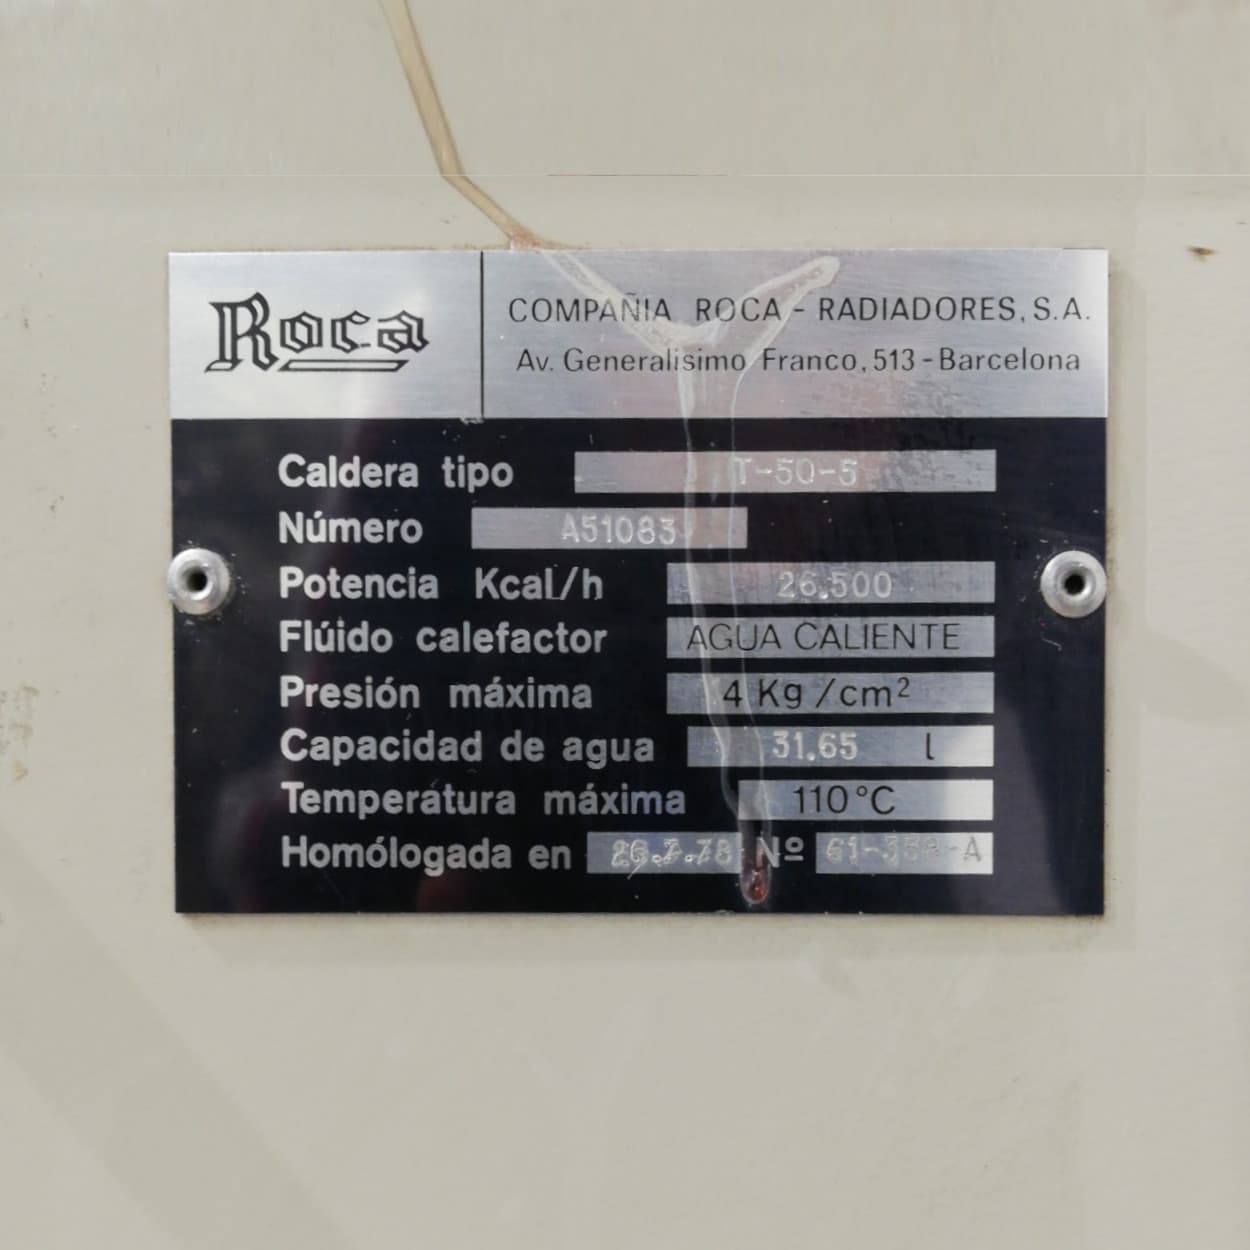 Roca
COMPAÑIA ROCA - RADIADORES, S.A.
Av. Generalisimo Franco, 513 - Barcelona
Caldera tipo T-50-5
Número A51083
Potencia Kcal/h 26.500
Flúido calefactor AGUA CALIENTE
Presión máxima 4 Kg/cm²
Capacidad de agua 31.65 l
Temperatura máxima 110°C
Homólogada en Nº